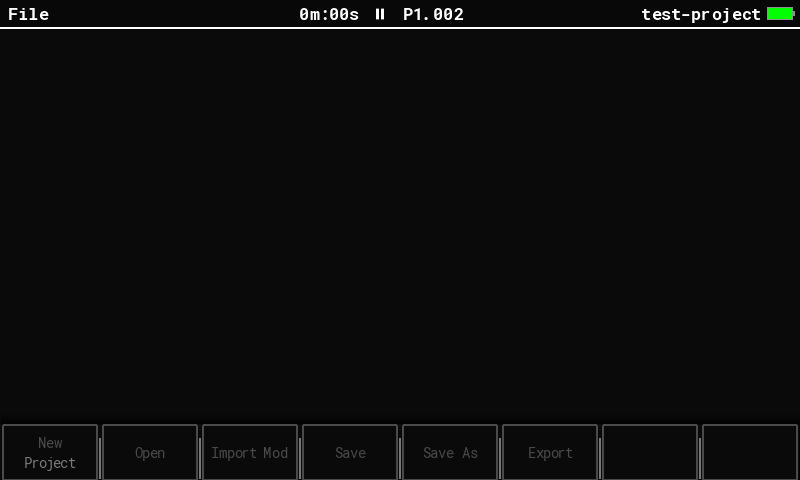 File 0m:00s P1.002 test-project
New
Project
Open
Import Mod
Save
Save As
Export